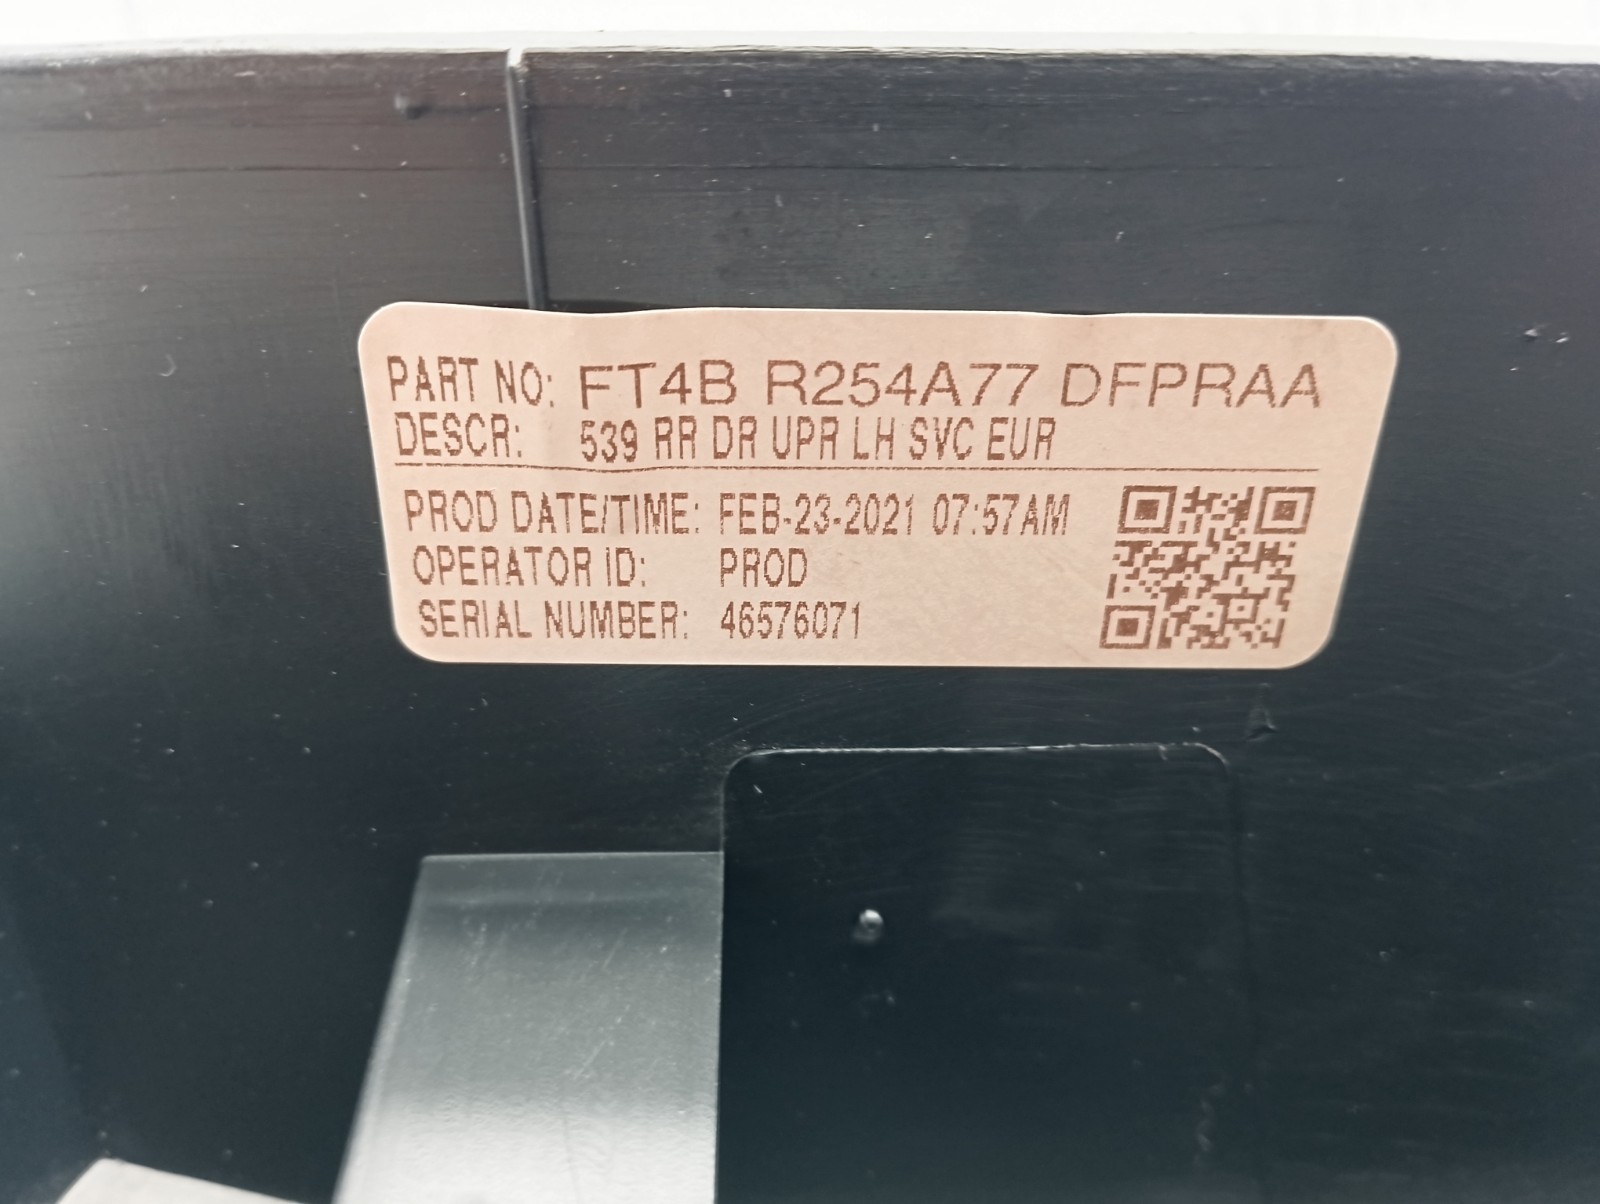 PART NO: FT4B R254A77 DFPRAA
DESCR: 539 RR DR UPR LH SVC EUR
PROD DATE/TIME: FEB-23-2021 07:57AM
OPERATOR ID: PROD
SERIAL NUMBER: 46576071